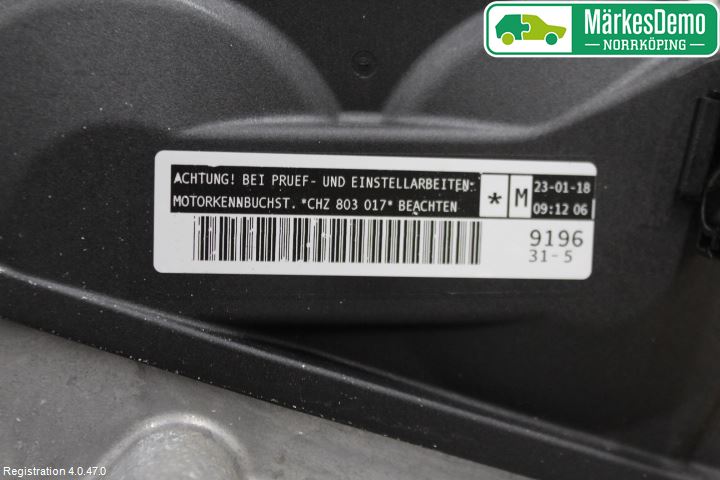 MärkesDemo
NORRKÖPING
ACHTUNG! BEI PRUEF- UND EINSTELLARBEITEN:
MOTORKENNBUCHST. *CHZ 803 017* BEACHTEN
* M
23-01-18
09:12 06
9196
31-5
Registration 4.0.47.0